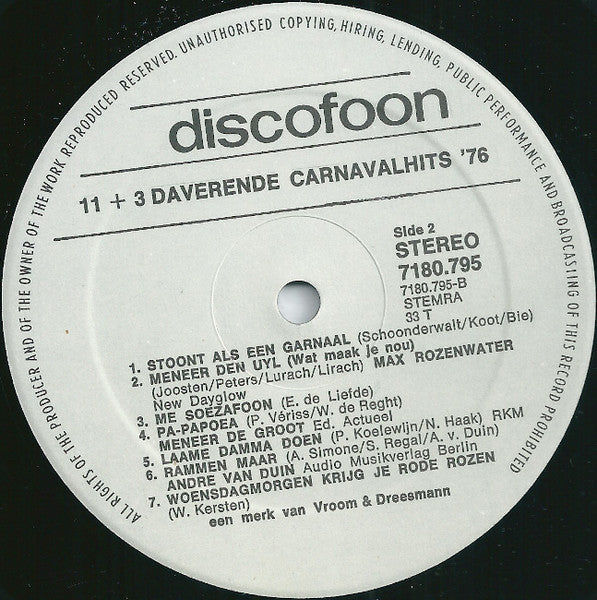 ALL RIGHTS OF THE PRODUCER AND OF THE OWNER OF THE WORK REPRODUCED RESERVED. UNAUTHORISED COPYING, HIRING, LENDING, PUBLIC PERFORMANCE AND BROADCASTING OF THIS RECORD PROHIBITED
discofoon
11 + 3 DAVERENDE CARNAVALHITS '76
Side 2
STEREO
7180.795
7180.795-B
STEMRA
33 T
1. STOONT ALS EEN GARNAAL (Schoonderwalt/Koot/Bie)
2. MENEER DEN UYL (Wat maak je nou) MAX ROZENWATER
(Joosten/Peters/Lurach/Lirach)
New Dayglow
3. ME SOEZAFOON (E. de Liefde)
4. PA-PAPOEA (P. Vériss/W. de Reght)
MENEER DE GROOT Ed. Actueel
5. LAAME DAMMA DOEN (P. Koelewijn/N. Haak) RKM
6. RAMMEN MAAR (A. Simone/S. Regal/A. v. Duin)
ANDRE VAN DUIN Audio Musikverlag Berlin
7. WOENSDAGMORGEN KRIJG JE RODE ROZEN
(W. Kersten)
een merk van Vroom & Dreesmann